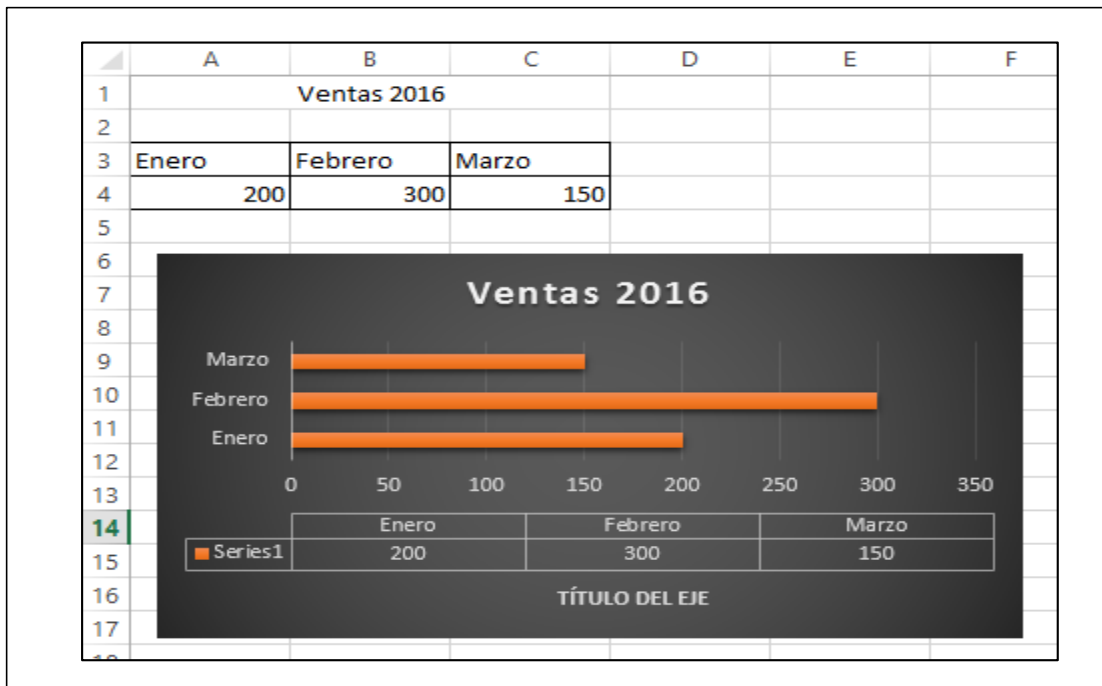 A B C D E F
1 Ventas 2016
2
3 Enero Febrero Marzo
4 200 300 150
5
6
7 Ventas 2016
8
9 Marzo
10 Febrero
11 Enero
12
13 0 50 100 150 200 250 300 350
14 Enero Febrero Marzo
15 Series1 200 300 150
16 TÍTULO DEL EJE
17